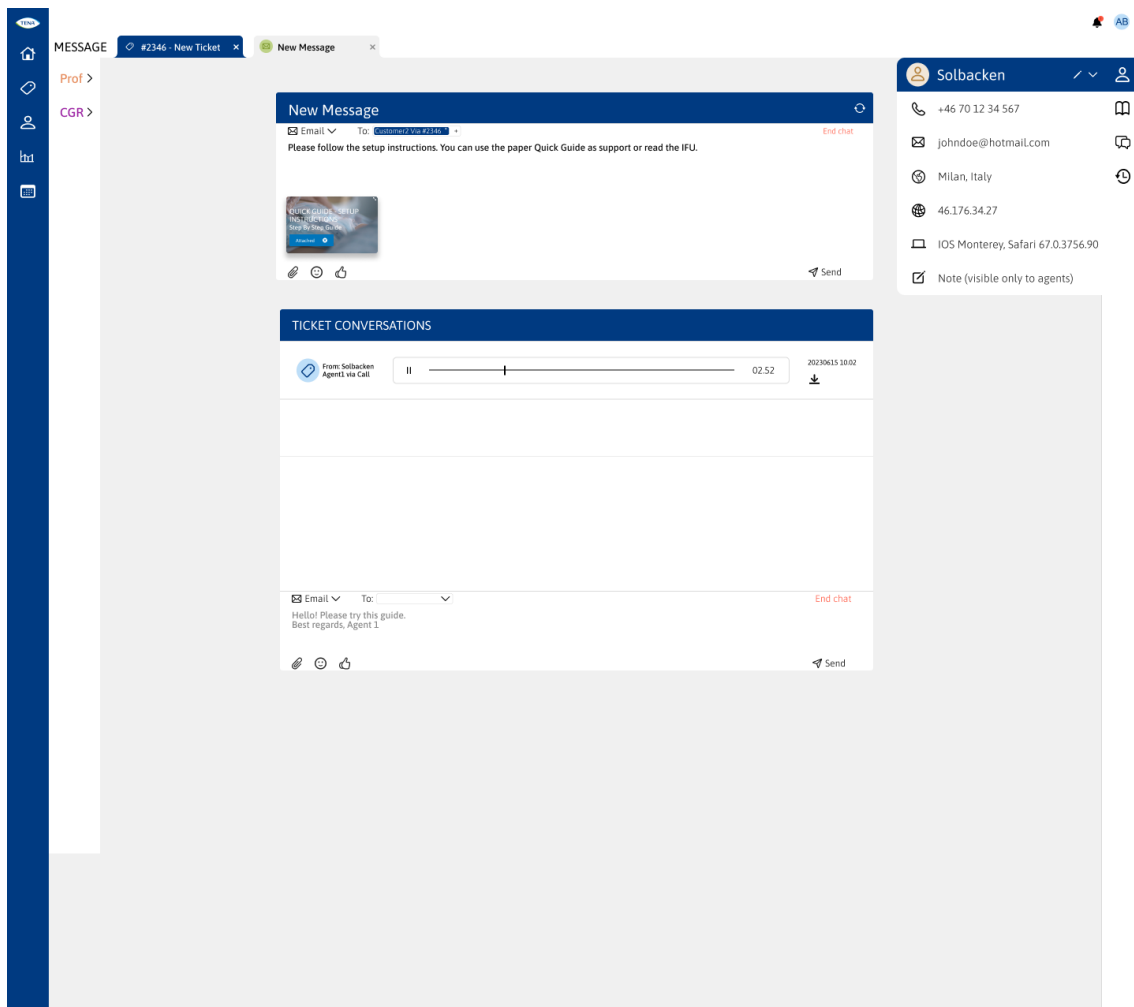 TENA
AB
MESSAGE
#2346 - New Ticket ×
New Message ×
Prof >
CGR >
New Message
Email To: Customer2 Via #2346 × +
End chat
Please follow the setup instructions. You can use the paper Quick Guide as support or read the IFU.
QUICK GUIDE - SETUP
INSTRUCTIONS
Step By Step Guide
Attached
Send
TICKET CONVERSATIONS
From: Solbacken
Agent1 via Call
02.52
20230615 10.02
Email To:
End chat
Hello! Please try this guide.
Best regards, Agent 1
Send
Solbacken
+46 70 12 34 567
johndoe@hotmail.com
Milan, Italy
46.176.34.27
IOS Monterey, Safari 67.0.3756.90
Note (visible only to agents)